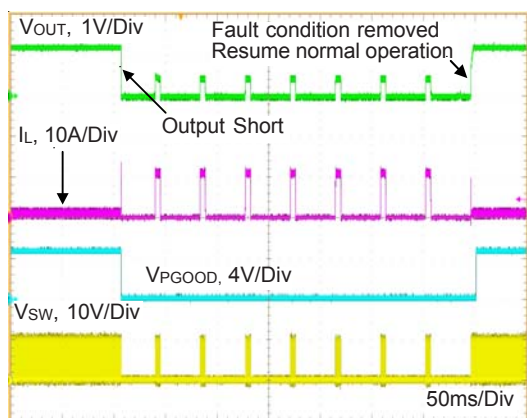 VOUT, 1V/Div
Fault condition removed
Resume normal operation
Output Short
IL, 10A/Div
VPGOOD, 4V/Div
VSW, 10V/Div
50ms/Div